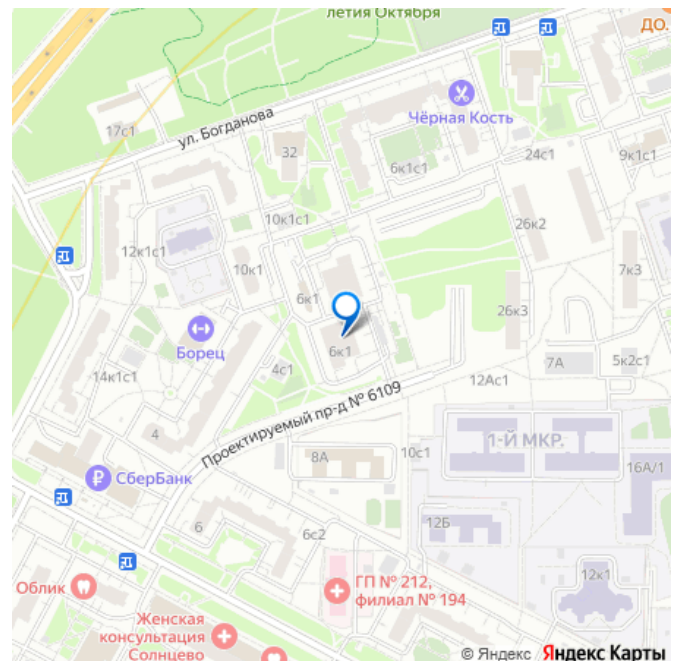 летия Октября
ДО.
17с1
ул. Богданова
Чёрная Кость
32
6к1с1
24с1
9к1с1
10к1с1
26к2
12к1с1
10к1
7к3
6к1
26к3
Борец
6к1
7А
5к2с1
4с1
12Ас1
14к1с1
Проектируемый пр-д № 6109
4
1-Й МКР.
8А
10с1
16А/1
СберБанк
12Б
6
6с2
12к1
ГП № 212,
филиал № 194
Облик
Женская
консультация
Солнцево
© Яндекс Яндекс Карты